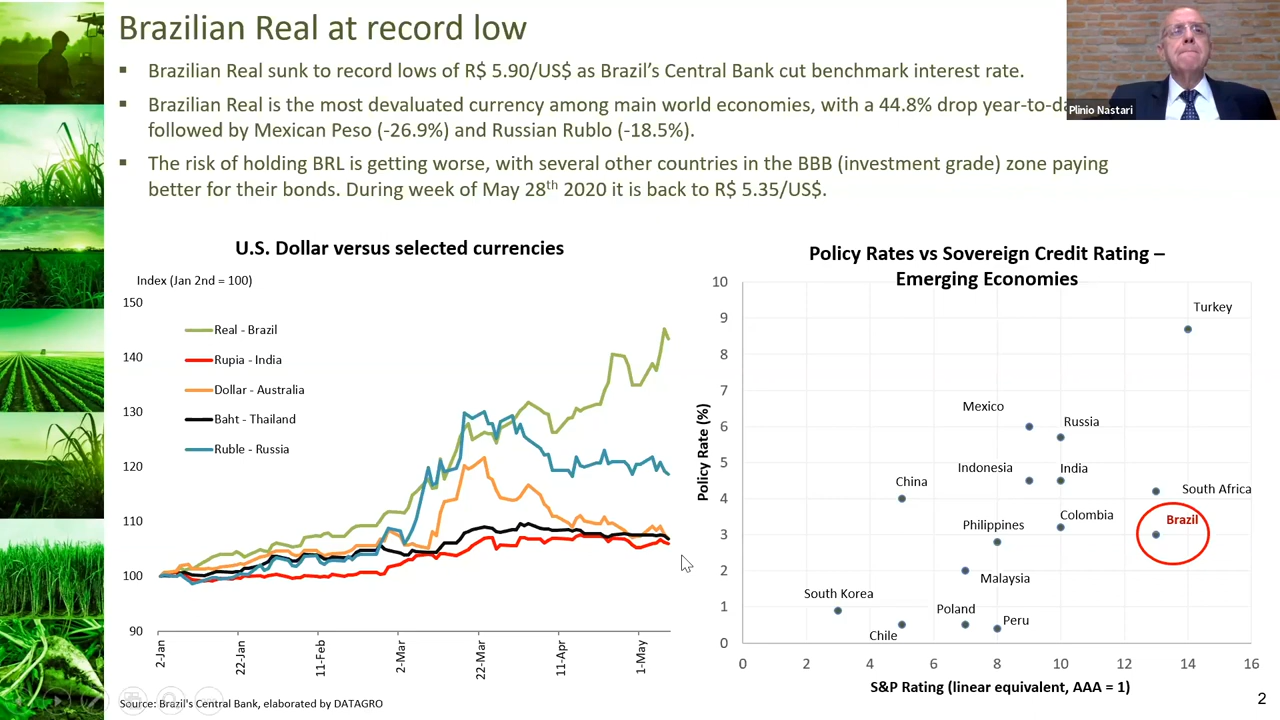 Brazilian Real at record low
▪ Brazilian Real sunk to record lows of R$ 5.90/US$ as Brazil's Central Bank cut benchmark interest rate.
▪ Brazilian Real is the most devaluated currency among main world economies, with a 44.8% drop
followed by Mexican Peso (-26.9%) and Russian Rublo (-18.5%).
▪ The risk of holding BRL is getting worse, with several other countries in the BBB (investment grade) zone paying
better for their bonds. During week of May 28th 2020 it is back to R$ 5.35/US$.
Plinio Nastari
U.S. Dollar versus selected currencies
Index (Jan 2nd = 100)
150
140
130
120
110
100
90
Real - Brazil
Rupia - India
Dollar - Australia
Baht - Thailand
Ruble - Russia
2-Jan
22-Jan
11-Feb
2-Mar
22-Mar
11-Apr
1-May
Policy Rates vs Sovereign Credit Rating –
Emerging Economies
Policy Rate (%)
10
9
8
7
6
5
4
3
2
1
0
Turkey
Mexico
Russia
Indonesia
India
China
South Africa
Colombia
Brazil
Philippines
Malaysia
South Korea
Poland
Peru
Chile
0 2 4 6 8 10 12 14 16
S&P Rating (linear equivalent, AAA = 1)
Source: Brazil's Central Bank, elaborated by DATAGRO
2